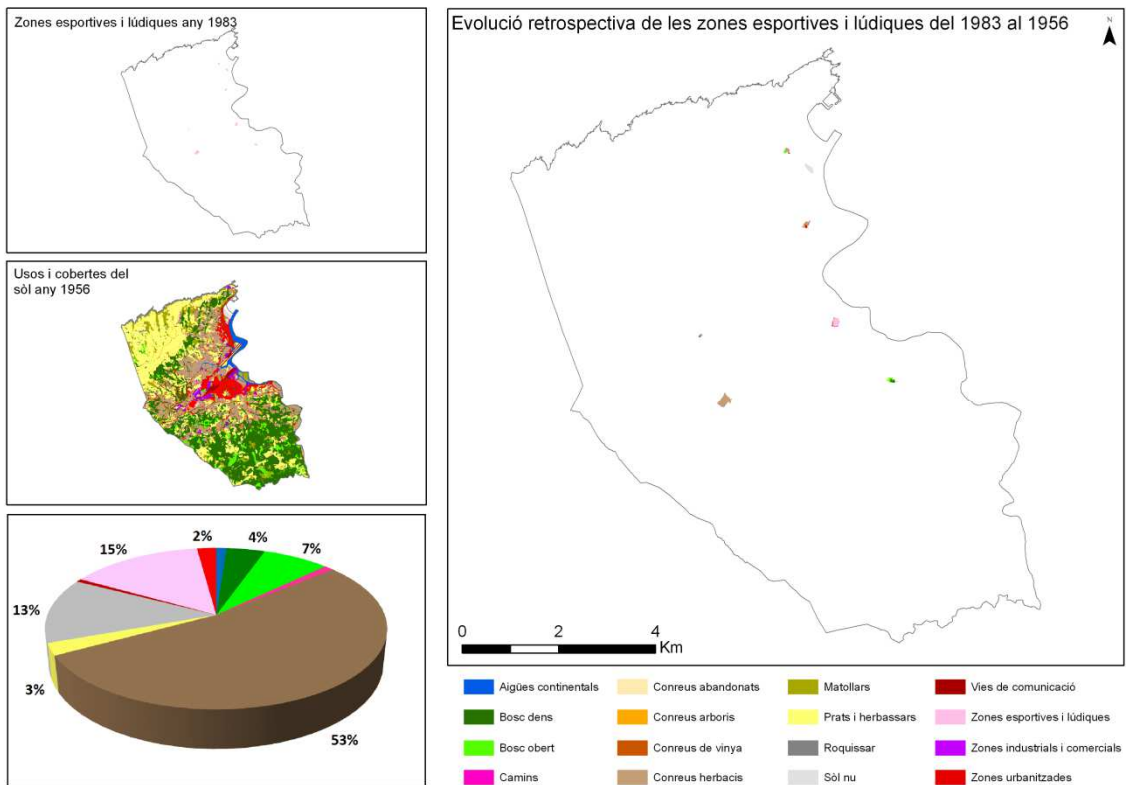 Zones esportives i lúdiques any 1983
Evolució retrospectiva de les zones esportives i lúdiques del 1983 al 1956
N
Usos i cobertes del
sòl any 1956
2%
4%
7%
15%
13%
3%
53%
0 2 4
Km
Aigües continentals
Bosc dens
Bosc obert
Camins
Conreus abandonats
Conreus arboris
Conreus de vinya
Conreus herbacis
Matollars
Prats i herbassars
Roquissar
Sòl nu
Vies de comunicació
Zones esportives i lúdiques
Zones industrials i comercials
Zones urbanitzades